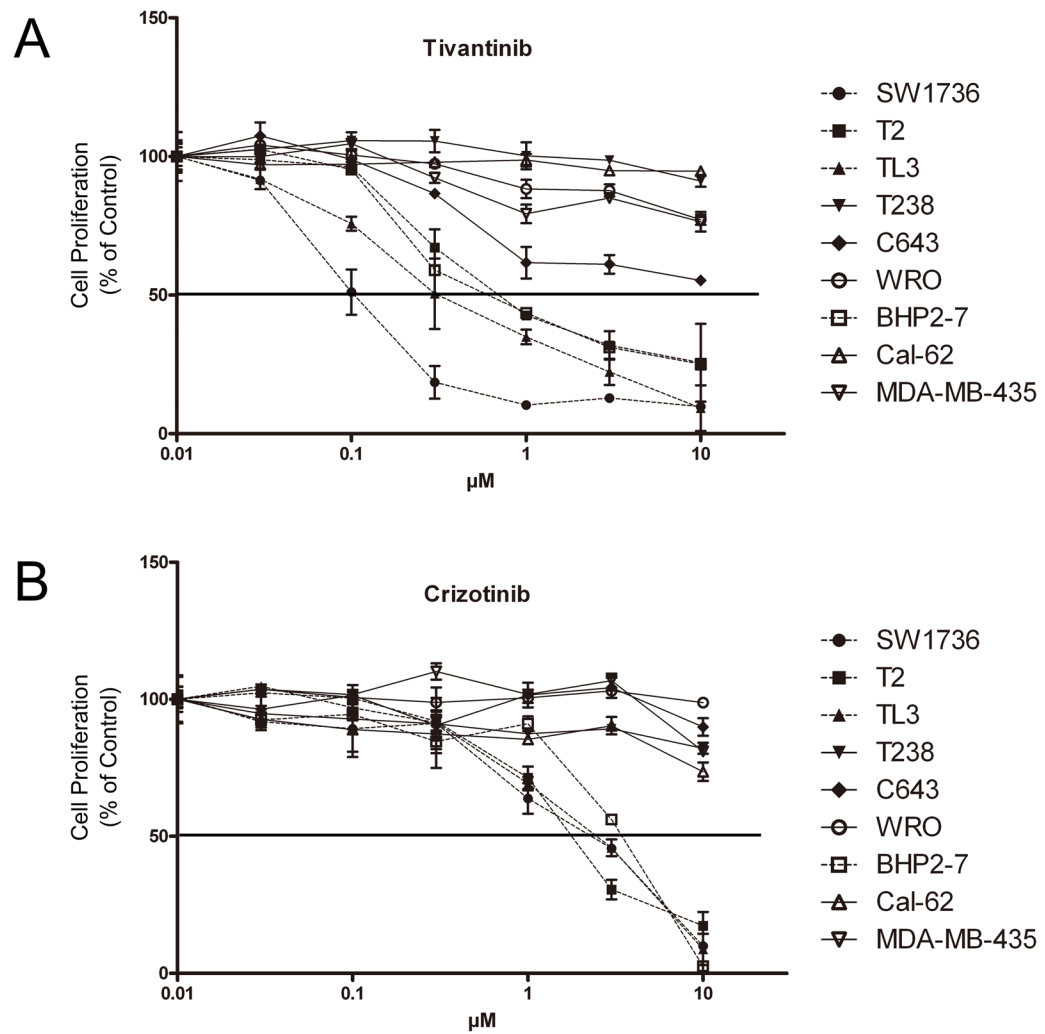 A
Tivantinib
Cell Proliferation
(% of Control)
150
100
50
0
0.01
0.1
1
10
µM
SW1736
T2
TL3
T238
C643
WRO
BHP2-7
Cal-62
MDA-MB-435
B
Crizotinib
Cell Proliferation
(% of Control)
150
100
50
0
0.01
0.1
1
10
µM
SW1736
T2
TL3
T238
C643
WRO
BHP2-7
Cal-62
MDA-MB-435